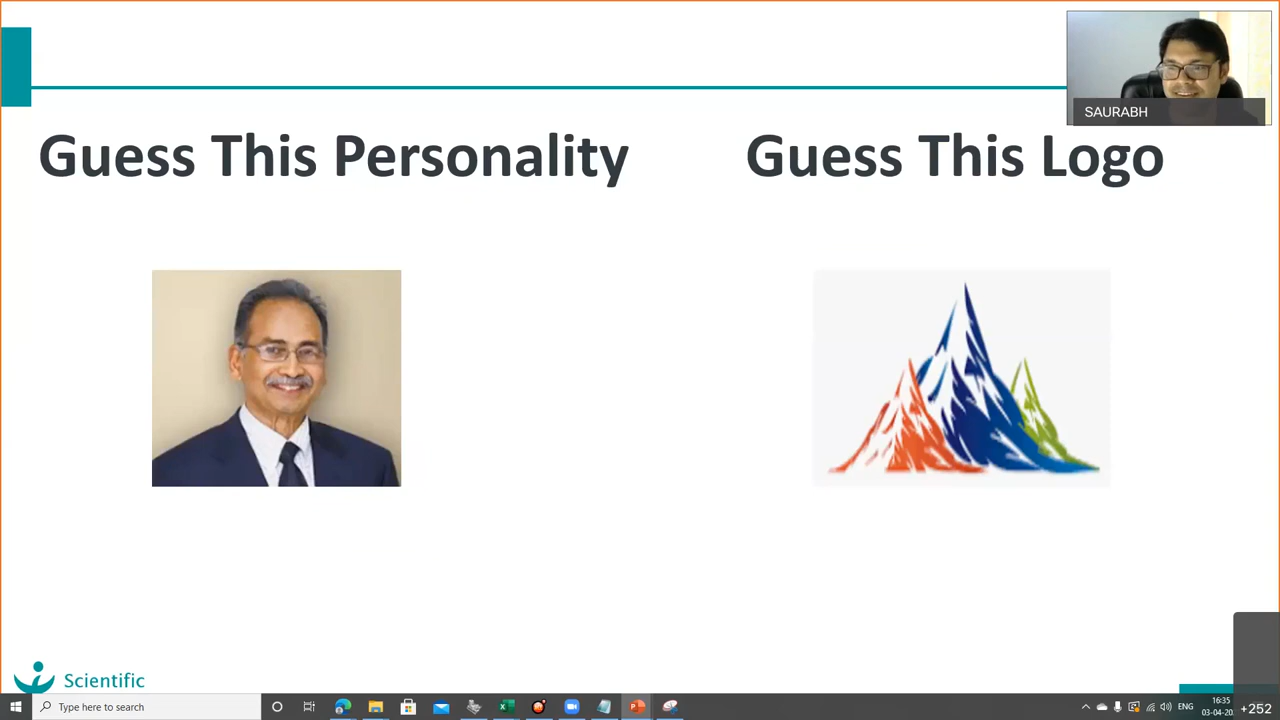 SAURABH
Guess This Personality
Guess This Logo
Scientific
Type here to search
ENG
16:35
03-04-20
+252